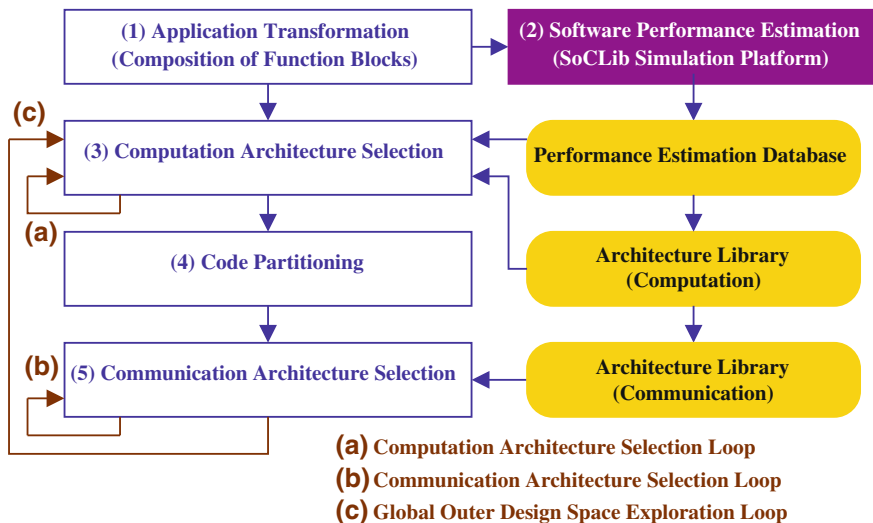 (1) Application Transformation
(Composition of Function Blocks)
(2) Software Performance Estimation
(SoCLib Simulation Platform)
(c)
(3) Computation Architecture Selection
Performance Estimation Database
(a)
(4) Code Partitioning
Architecture Library
(Computation)
(b)
(5) Communication Architecture Selection
Architecture Library
(Communication)
(a) Computation Architecture Selection Loop
(b) Communication Architecture Selection Loop
(c) Global Outer Design Space Exploration Loop